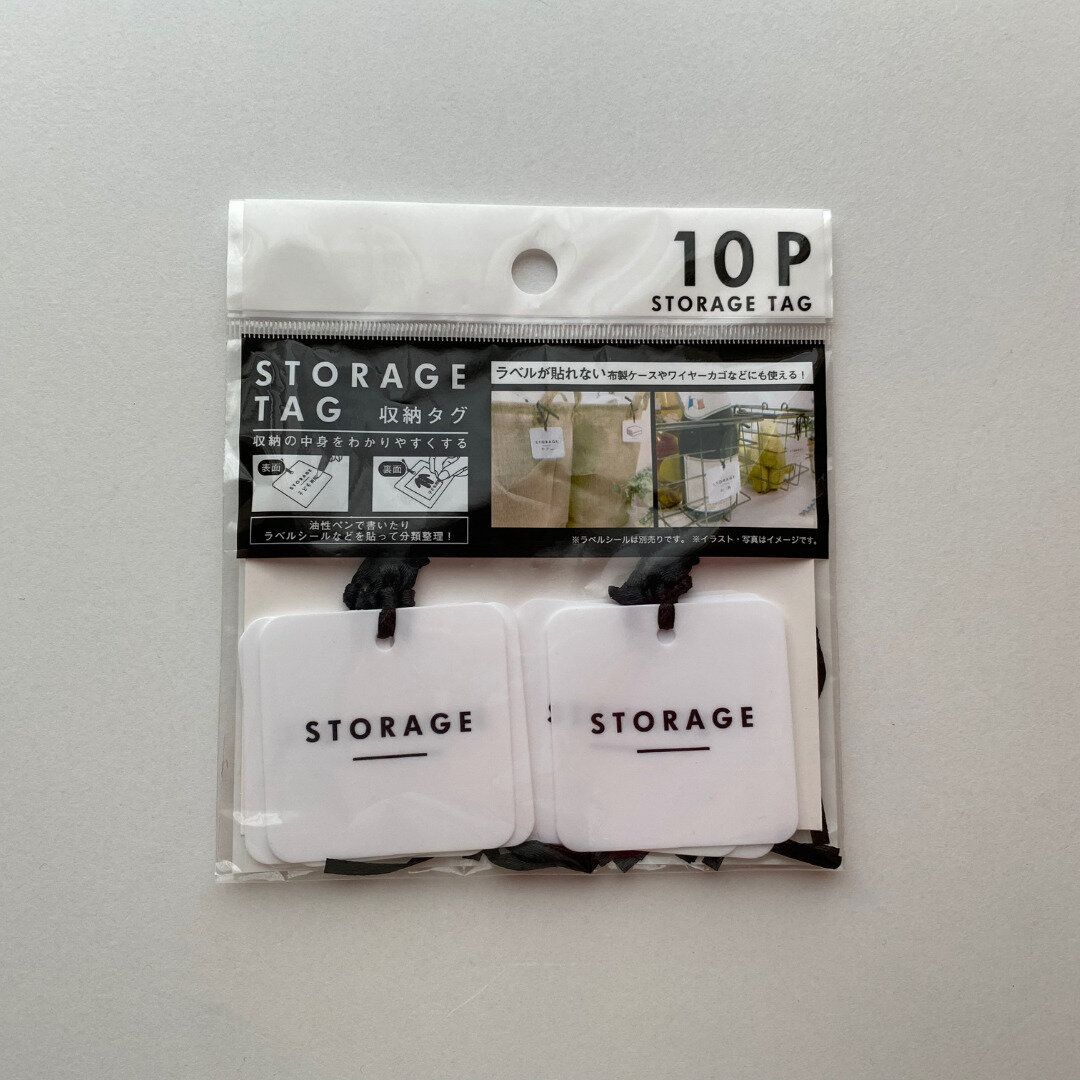 10 P
STORAGE TAG
STORAGE
TAG 収納タグ
収納の中身をわかりやすくする
表面
裏面
STORAGE
油性ペンで書いたり
ラベルシールなどを貼って分類整理!
ラベルが貼れない布製ケースやワイヤーカゴなどにも使える!
STORAGE
STORAGE
※ラベルシールは別売りです。 ※イラスト・写真はイメージです。
STORAGE
STORAGE